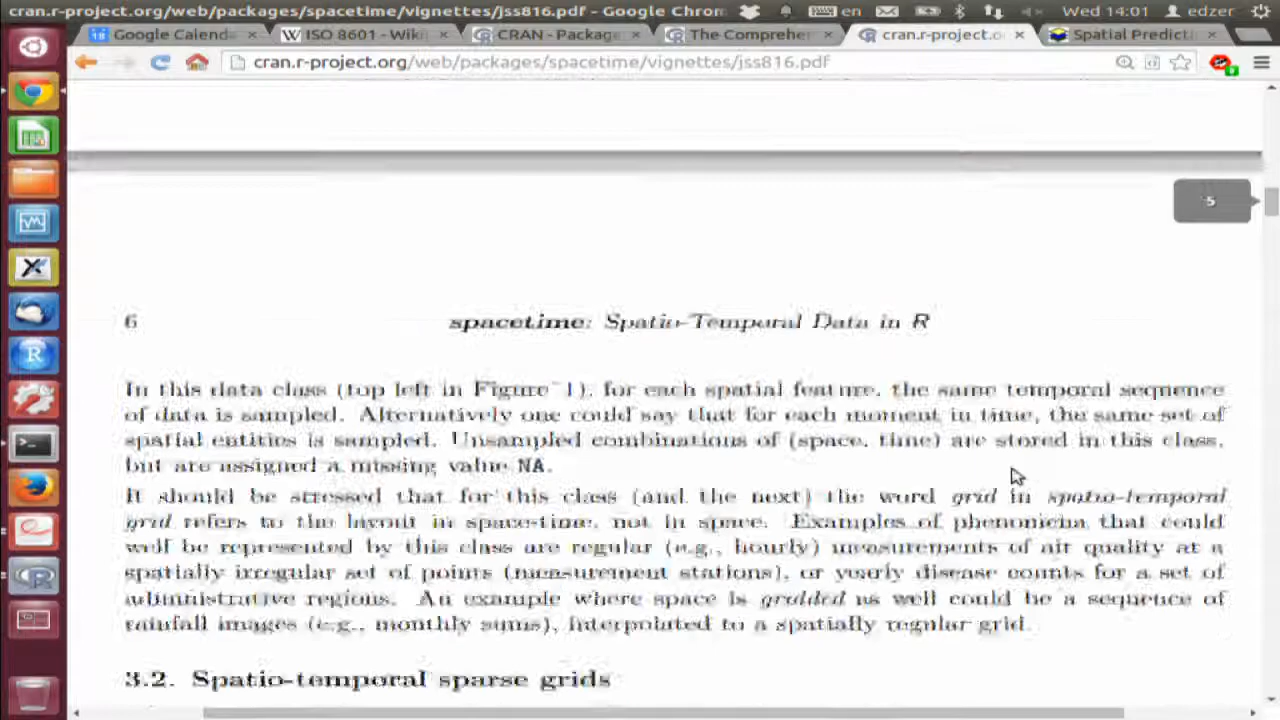 cran.r-project.org/web/packages/spacetime/vignettes/jss816.pdf - Google Chrom
en
Wed 14:01
edzer
18 Google Calend
W ISO 8601 - Wiki
CRAN - Package
The Comprehe
cran.r-project.o
Spatial Predict
cran.r-project.org/web/packages/spacetime/vignettes/jss816.pdf
5
6
spacetime: Spatio-Temporal Data in R
In this data class (top left in Figure~1), for each spatial feature, the same temporal sequence
of data is sampled. Alternatively one could say that for each moment in time, the same set of
spatial entities is sampled. Unsampled combinations of (space, time) are stored in this class,
but are assigned a missing value NA.
It should be stressed that for this class (and the next) the word grid in spatio-temporal
grid refers to the layout in space-time, not in space. Examples of phenomena that could
well be represented by this class are regular (e.g., hourly) measurements of air quality at a
spatially irregular set of points (measurement stations), or yearly disease counts for a set of
administrative regions. An example where space is gridded as well could be a sequence of
rainfall images (e.g., monthly sums), interpolated to a spatially regular grid.
3.2. Spatio-temporal sparse grids